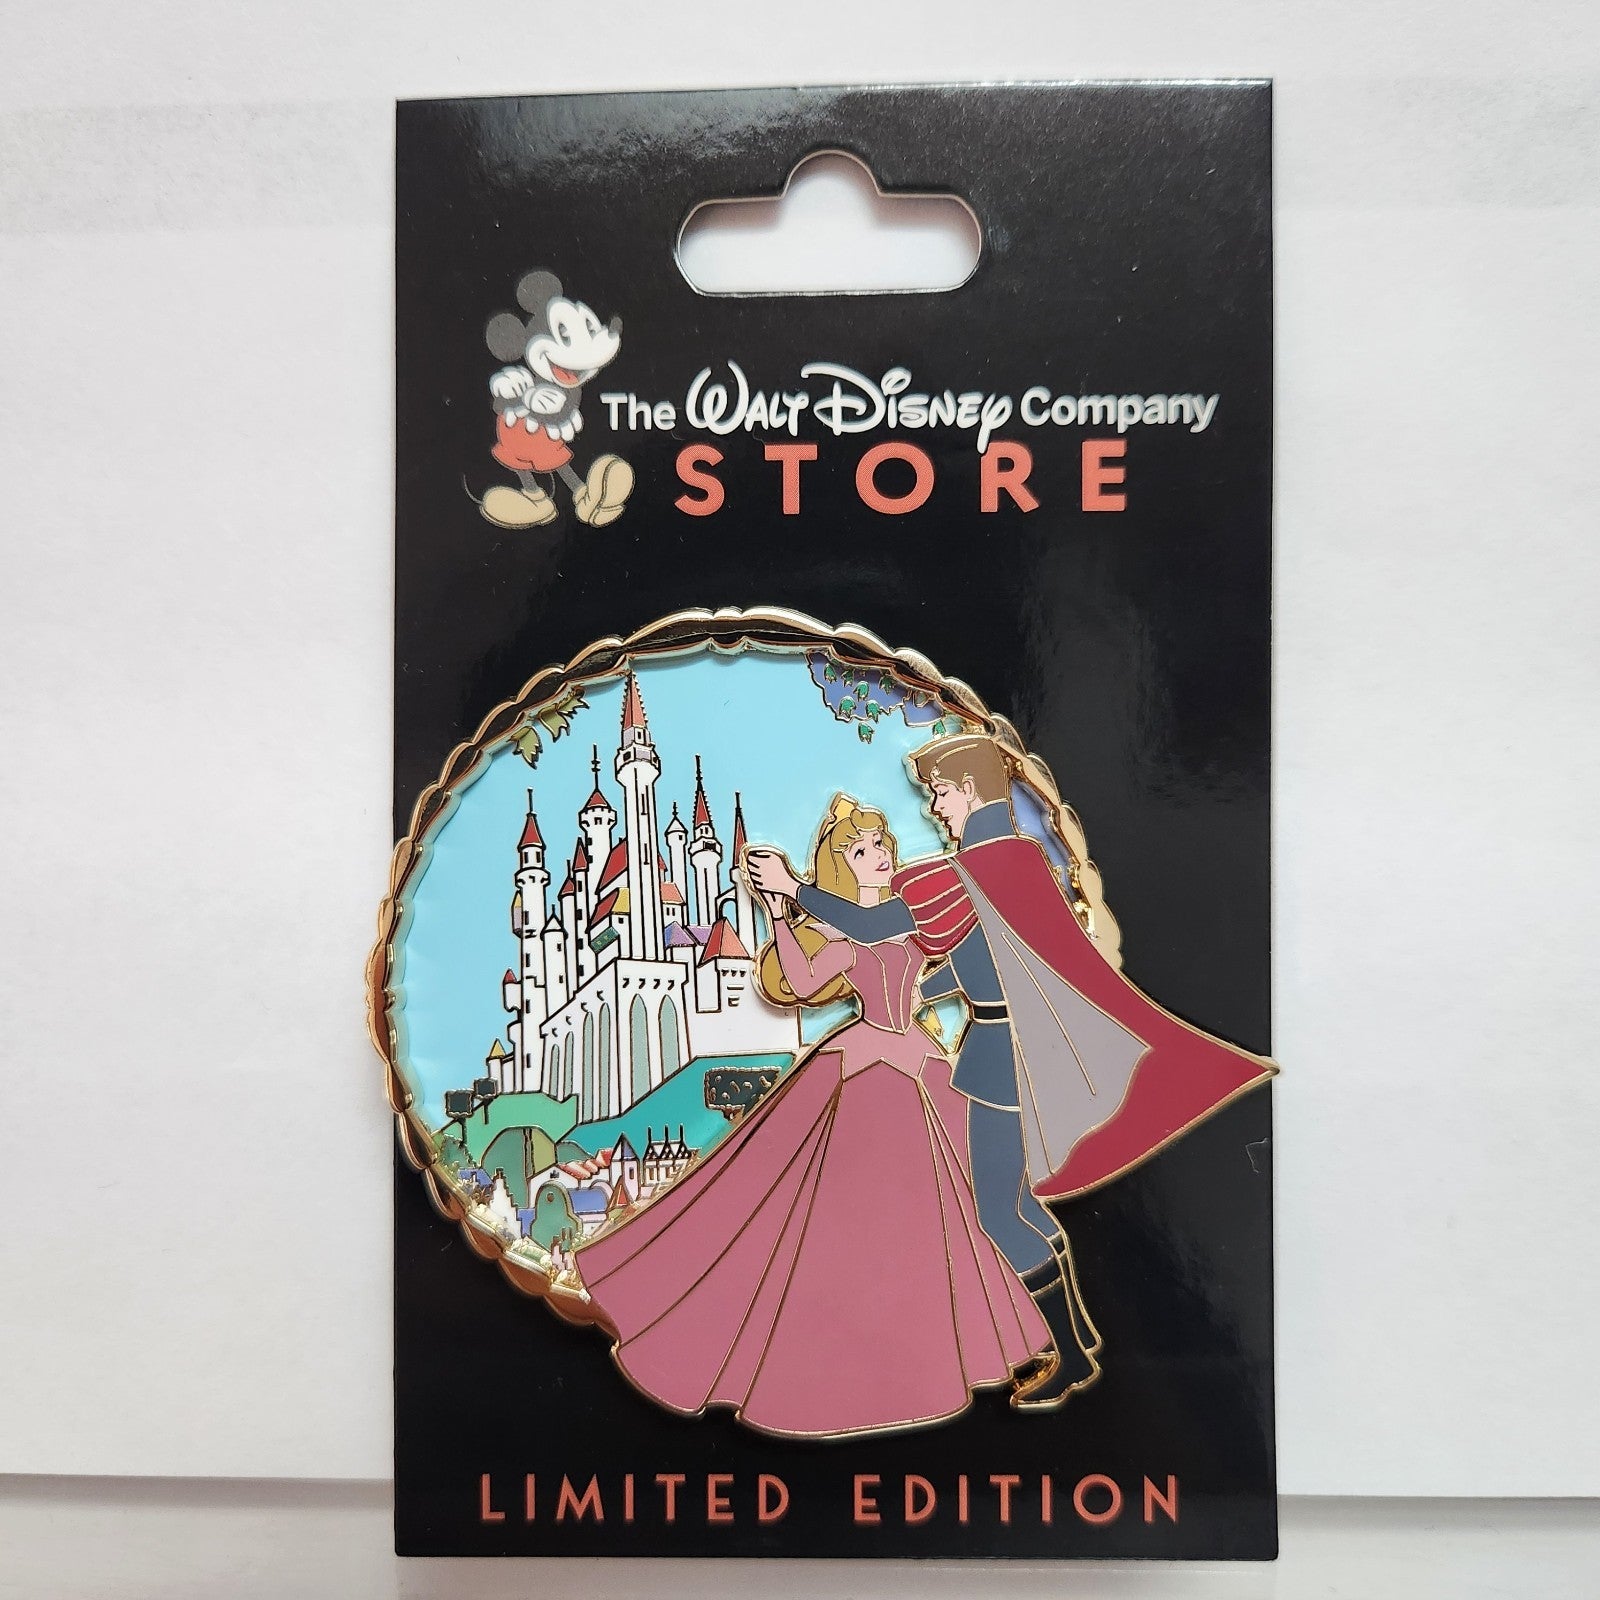 The Walt Disney Company
STORE
LIMITED EDITION